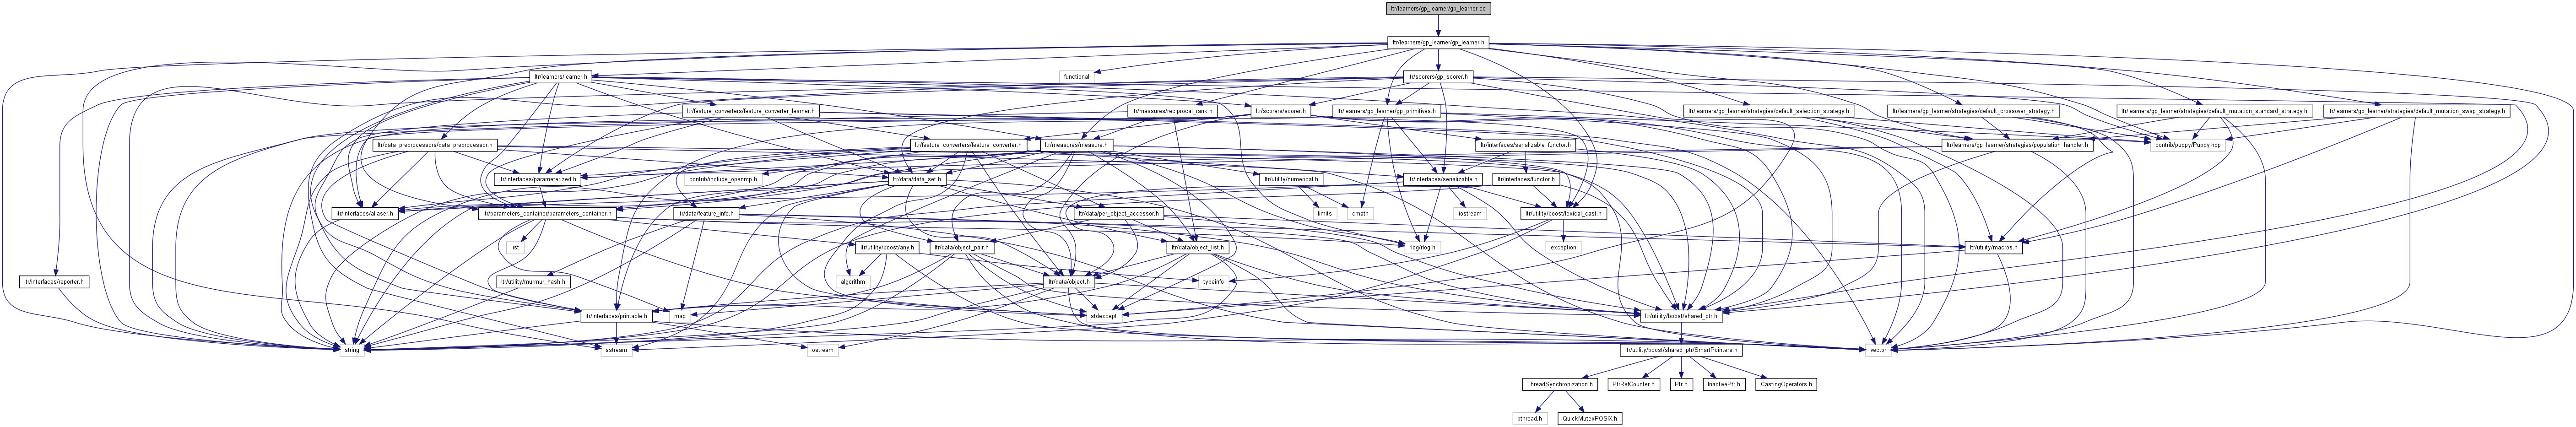 ltr/learners/gp_learner/gp_learner.cc
ltr/learners/gp_learner/gp_learner.h
ltr/learners/learner.h
functional
ltr/scorers/gp_scorer.h
ltr/feature_converters/feature_converter_learner.h
ltr/measures/reciprocal_rank.h
ltr/scorers/scorer.h
ltr/learners/gp_learner/gp_primitives.h
ltr/learners/gp_learner/strategies/default_selection_strategy.h
ltr/learners/gp_learner/strategies/default_crossover_strategy.h
ltr/learners/gp_learner/strategies/default_mutation_standard_strategy.h
ltr/learners/gp_learner/strategies/default_mutation_swap_strategy.h
ltr/data_preprocessors/data_preprocessor.h
ltr/feature_converters/feature_converter.h
ltr/measures/measure.h
ltr/interfaces/serializable_functor.h
ltr/learners/gp_learner/strategies/population_handler.h
contrib/puppy/Puppy.hpp
ltr/interfaces/parameterized.h
contrib/include_openmp.h
ltr/data/data_set.h
ltr/utility/numerical.h
ltr/interfaces/serializable.h
ltr/interfaces/functor.h
ltr/interfaces/aliaser.h
ltr/parameters_container/parameters_container.h
ltr/data/feature_info.h
ltr/data/per_object_accessor.h
limits
cmath
iostream
ltr/utility/boost/lexical_cast.h
list
ltr/utility/boost/any.h
ltr/data/object_pair.h
ltr/data/object_list.h
rlog/rlog.h
exception
ltr/utility/macros.h
ltr/interfaces/reporter.h
ltr/utility/murmur_hash.h
algorithm
ltr/data/object.h
typeinfo
ltr/interfaces/printable.h
map
stdexcept
ltr/utility/boost/shared_ptr.h
string
sstream
ostream
ltr/utility/boost/shared_ptr/SmartPointers.h
vector
ThreadSynchronization.h
PtrRefCounter.h
Ptr.h
InactivePtr.h
CastingOperators.h
pthread.h
QuickMutexPOSIX.h